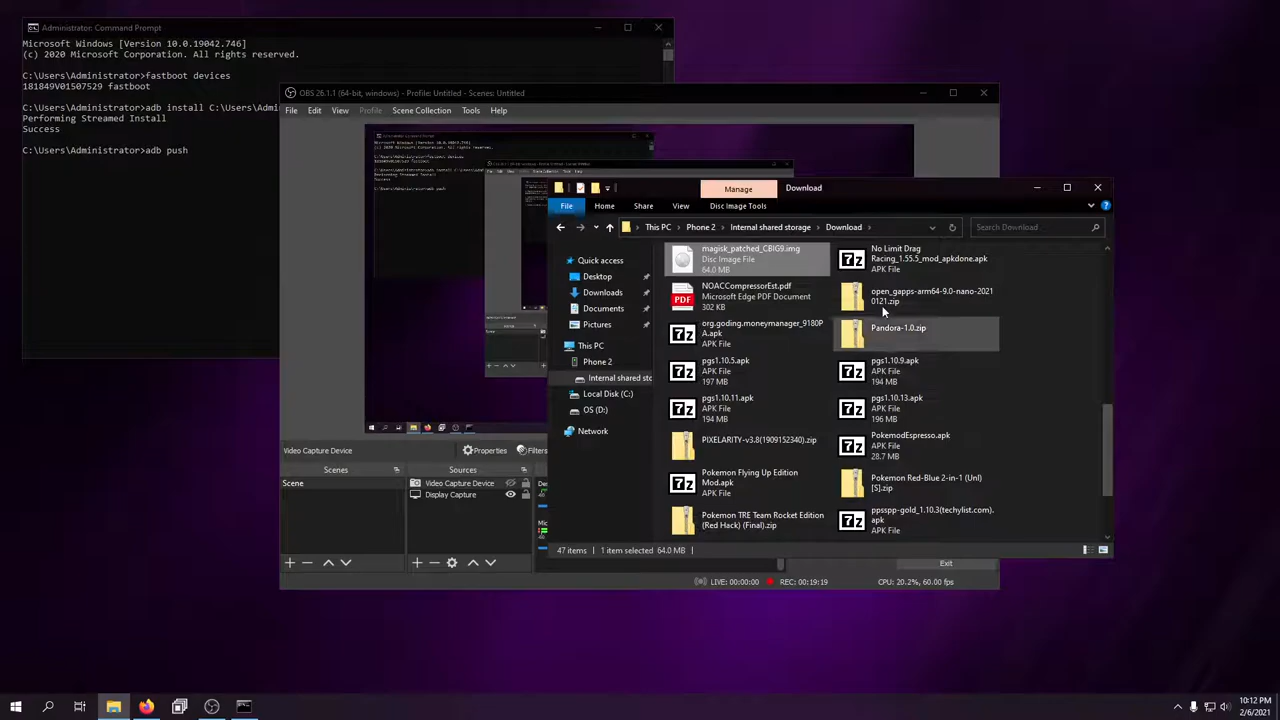 Administrator: Command Prompt
Microsoft Windows [Version 10.0.19042.746]
(c) 2020 Microsoft Corporation. All rights reserved.
C:\Users\Administrator>fastboot devices
181849V01507529 fastboot
C:\Users\Administrator>adb install C:\Users\Admi
Performing Streamed Install
Success
C:\Users\Administrator>adb push
OBS 26.1.1 (64-bit, windows) - Profile: Untitled - Scenes: Untitled
File Edit View Profile Scene Collection Tools Help
Manage
Download
File Home Share View Disc Image Tools
This PC Phone 2 Internal shared storage Download
Search Download
Quick access
Desktop
Downloads
Documents
Pictures
This PC
Phone 2
Internal shared sto
Local Disk (C:)
OS (D:)
Network
magisk_patched_CBIG9.img
Disc Image File
64.0 MB
No Limit Drag
Racing_1.55.5_mod_apkdone.apk
APK File
NOACCompressorEst.pdf
Microsoft Edge PDF Document
302 KB
open_gapps-arm64-9.0-nano-2021
0121.zip
org.goding.moneymanager_9180P
A.apk
APK File
Pandora-1.0.zip
pgs1.10.5.apk
APK File
197 MB
pgs1.10.9.apk
APK File
194 MB
pgs1.10.11.apk
APK File
194 MB
pgs1.10.13.apk
APK File
196 MB
PIXELARITY-v3.8(1909152340).zip
PokemodEspresso.apk
APK File
28.7 MB
Pokemon Flying Up Edition
Mod.apk
APK File
Pokemon Red-Blue 2-in-1 (Unl)
[S].zip
Pokemon TRE Team Rocket Edition
(Red Hack) (Final).zip
ppsspp-gold_1.10.3(techylist.com).
apk
APK File
47 items 1 item selected 64.0 MB
Video Capture Device
Properties
Filters
Scenes
Sources
Scene
Video Capture Device
Display Capture
Exit
LIVE: 00:00:00
REC: 00:19:19
CPU: 20.2%, 60.00 fps
10:12 PM
2/6/2021